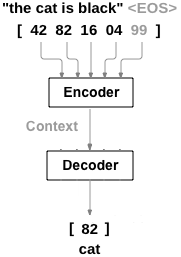 "the cat is black" <EOS>
[ 42 82 16 04 99 ]
Encoder
Context
Decoder
[ 82 ]
cat